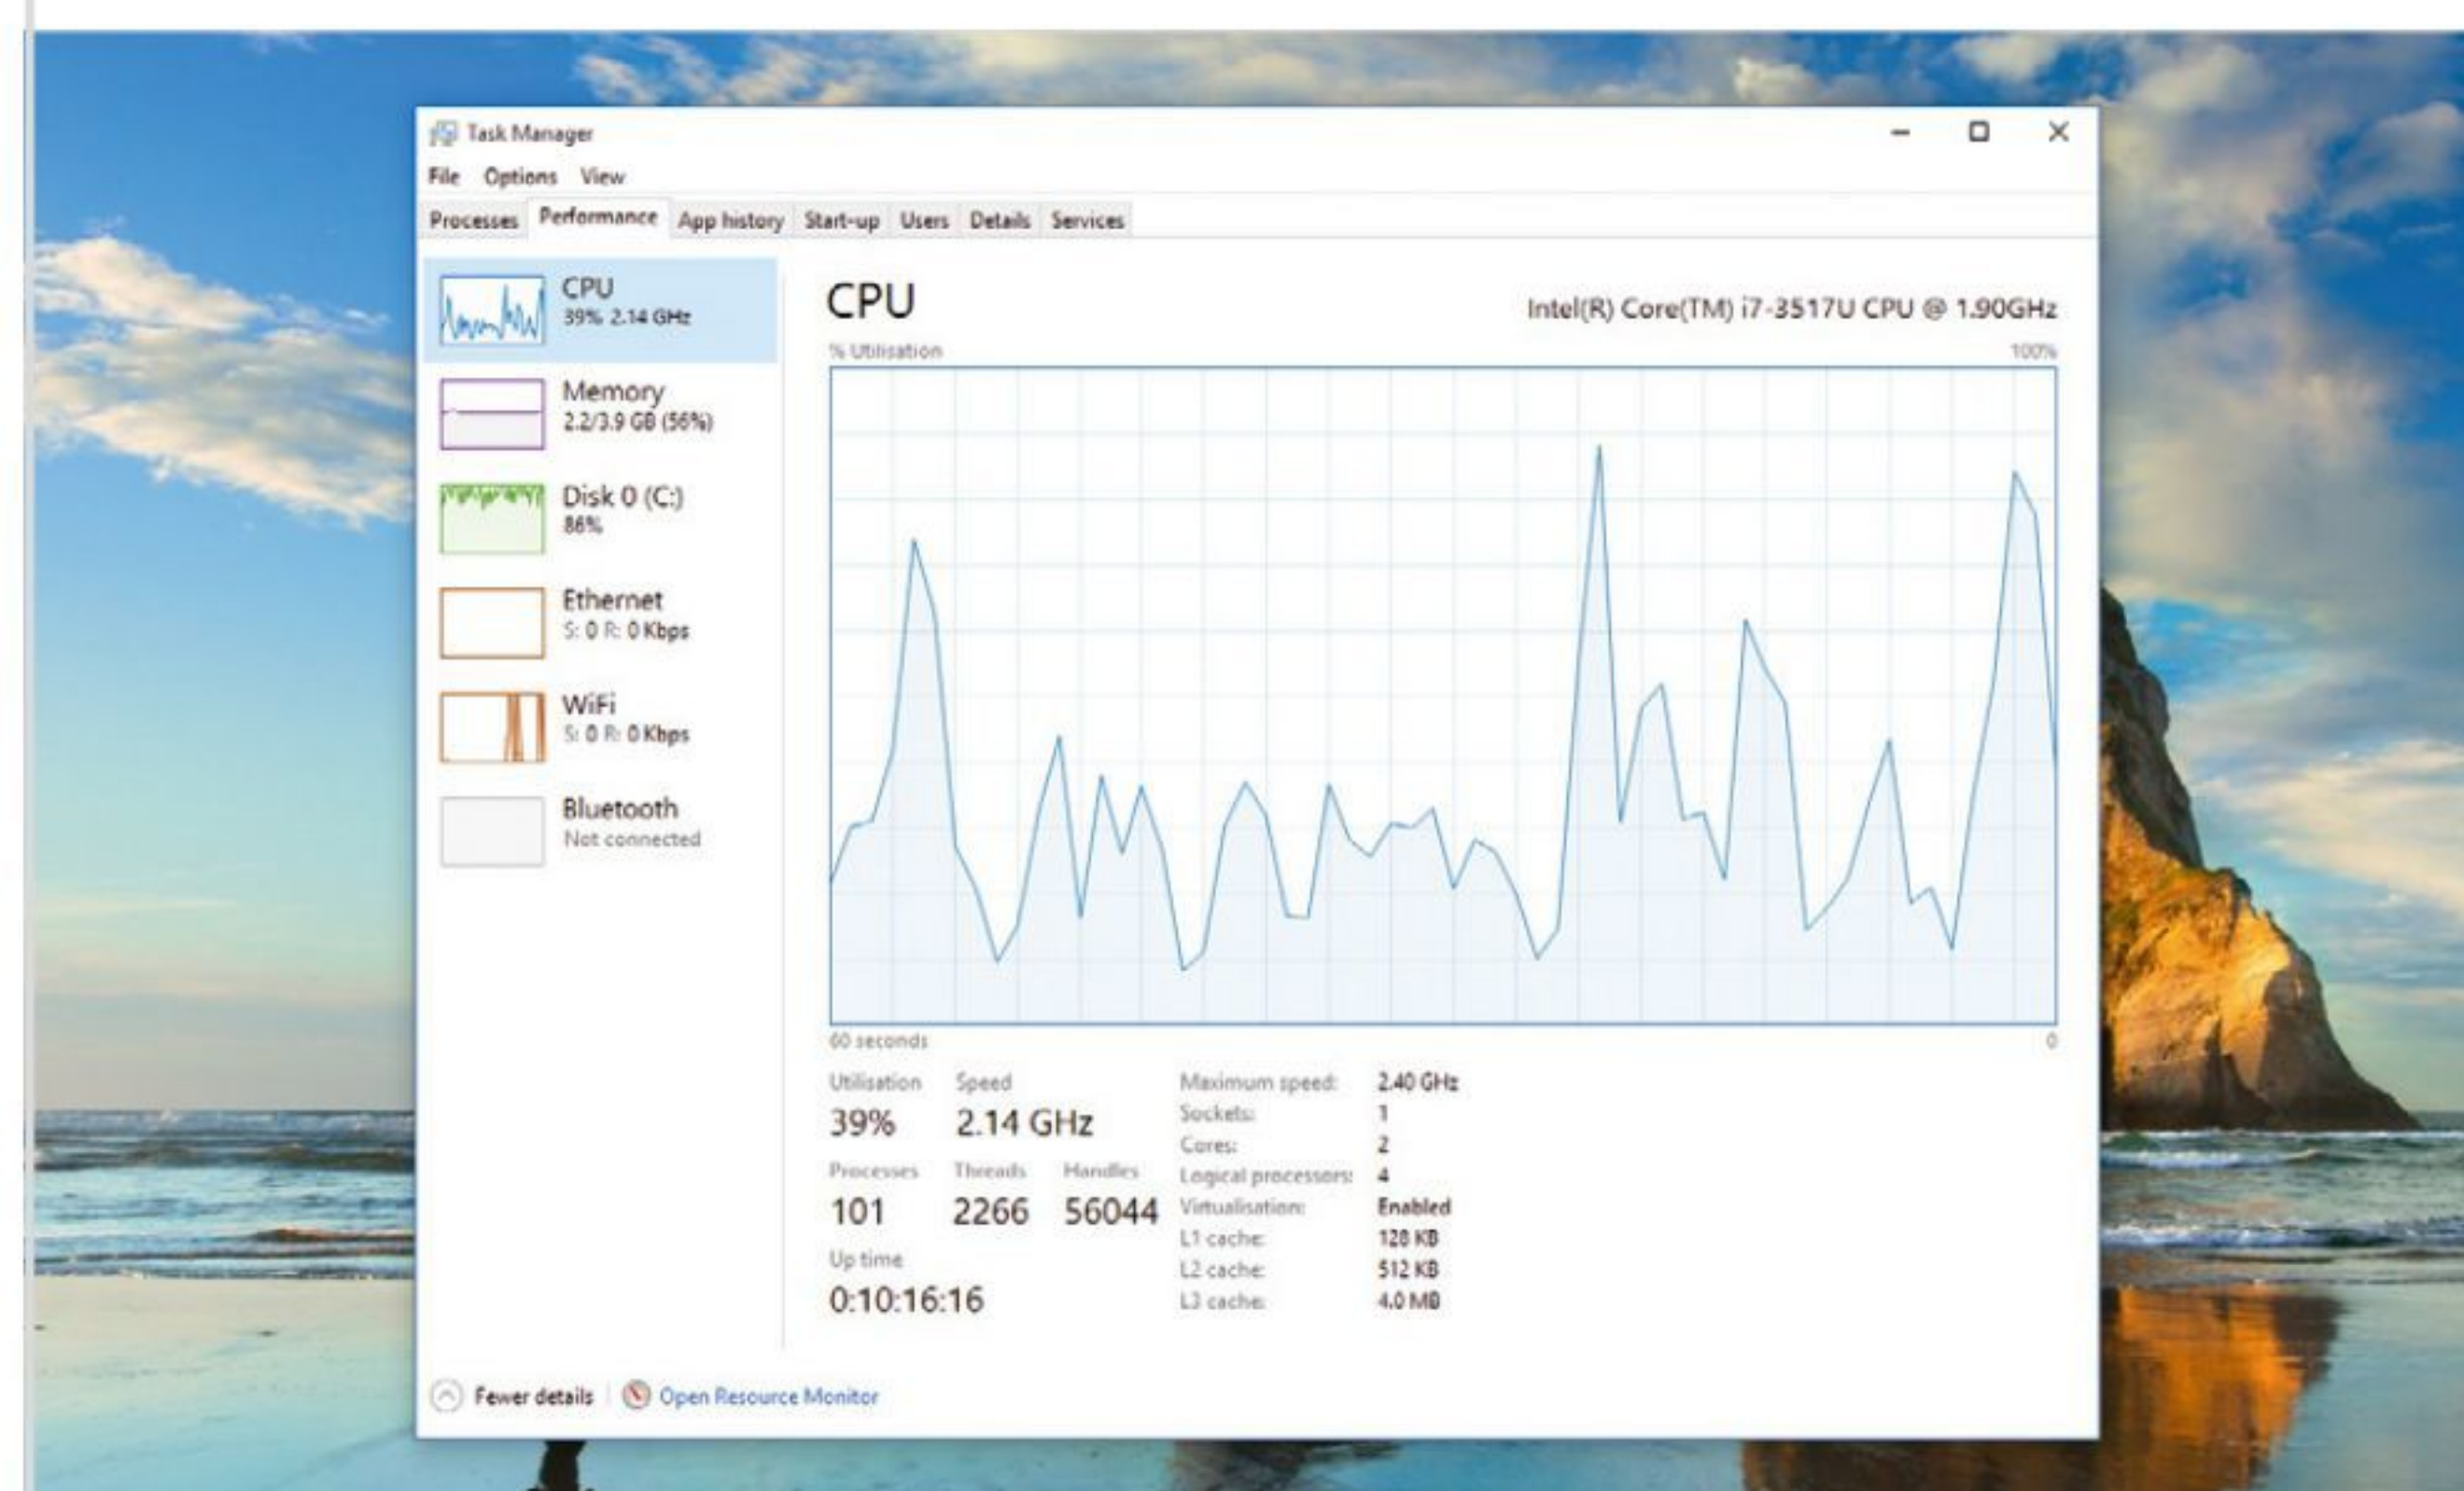 Task Manager
File Options View
Processes Performance App history Start-up Users Details Services
CPU
39% 2.14 GHz
Memory
2.2/3.9 GB (56%)
Disk 0 (C:)
86%
Ethernet
S: 0 R: 0 Kbps
WiFi
S: 0 R: 0 Kbps
Bluetooth
Not connected
CPU Intel(R) Core(TM) i7-3517U CPU @ 1.90GHz
% Utilisation 100%
60 seconds 0
Utilisation Speed
39% 2.14 GHz
Processes Threads Handles
101 2266 56044
Up time
0:10:16:16
Maximum speed: 2.40 GHz
Sockets: 1
Cores: 2
Logical processors: 4
Virtualisation: Enabled
L1 cache: 128 KB
L2 cache: 512 KB
L3 cache: 4.0 MB
Fewer details Open Resource Monitor